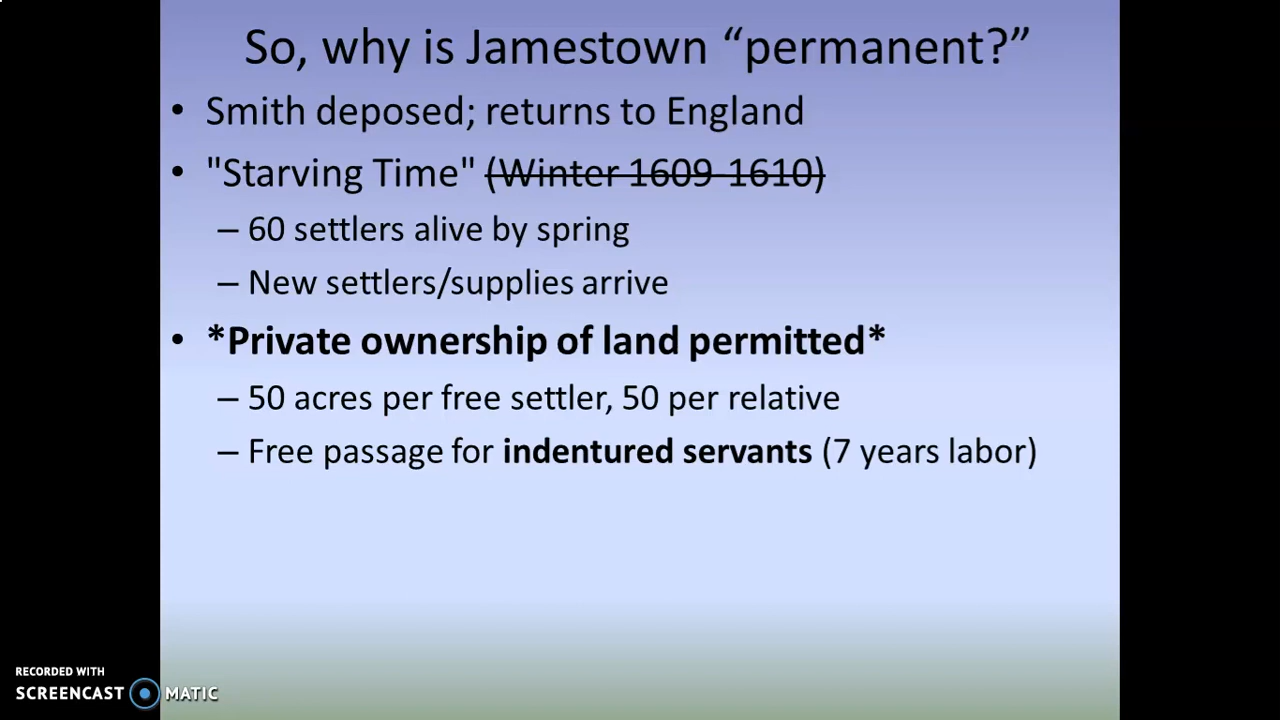 So, why is Jamestown “permanent?”
• Smith deposed; returns to England
• "Starving Time" (Winter 1609-1610)
– 60 settlers alive by spring
– New settlers/supplies arrive
• *Private ownership of land permitted*
– 50 acres per free settler, 50 per relative
– Free passage for indentured servants (7 years labor)
RECORDED WITH
SCREENCAST MATIC